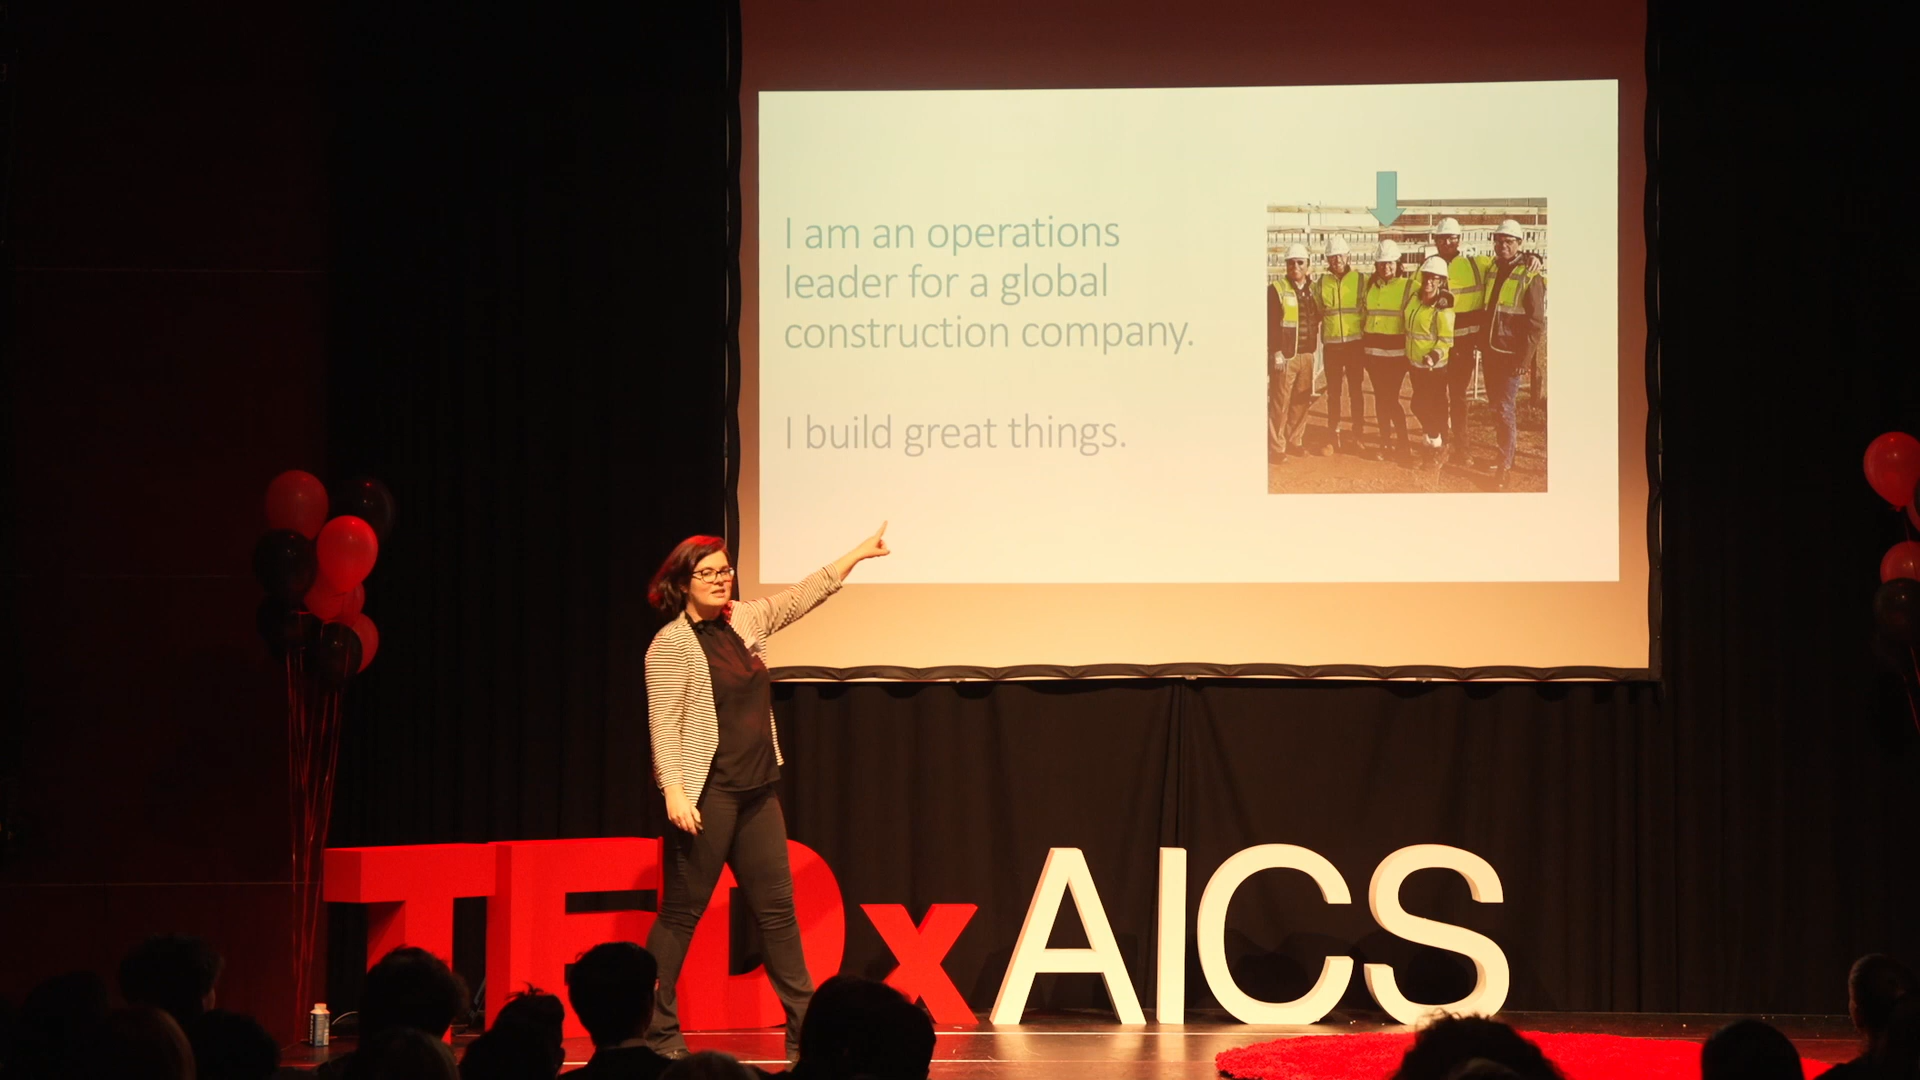 I am an operations
leader for a global
construction company.
I build great things.
TEDxAICS